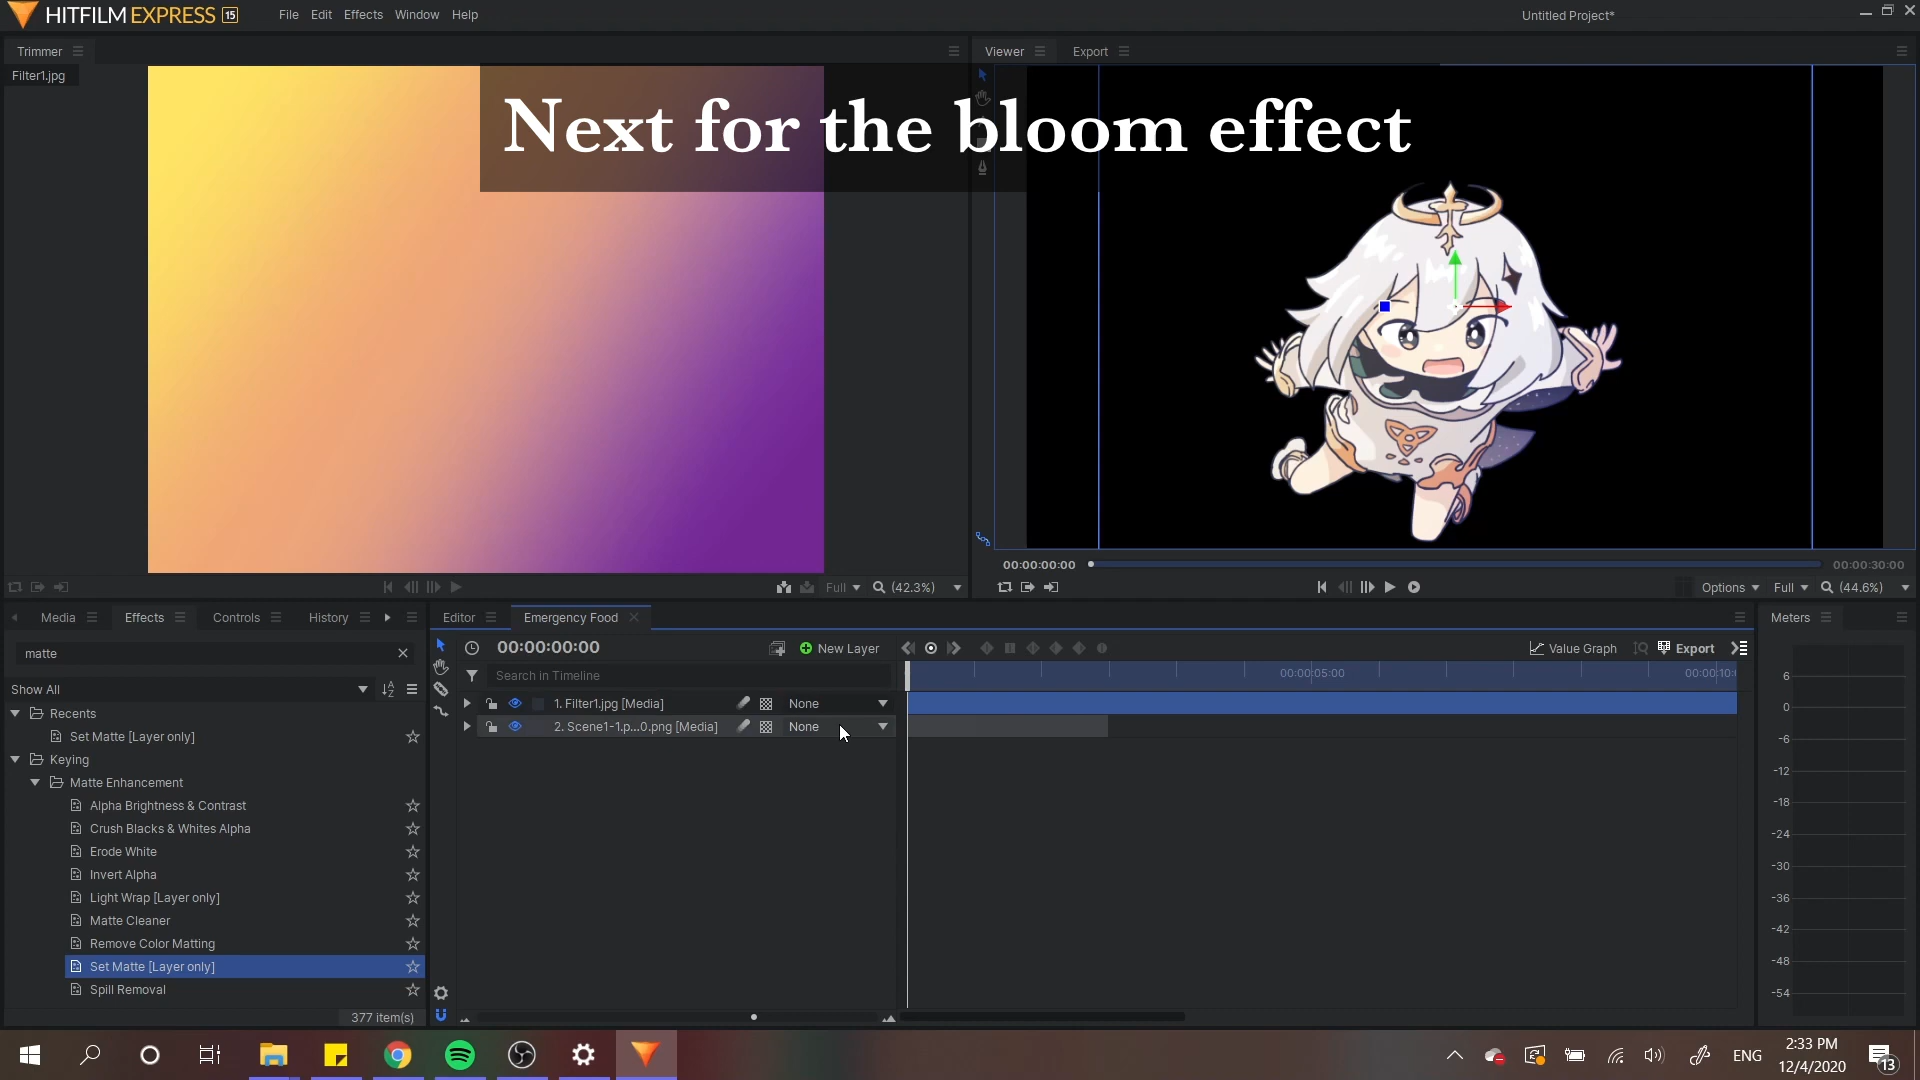 HITFILM EXPRESS 15
File Edit Effects Window Help
Untitled Project*
Trimmer
Viewer
Export
Filter1.jpg
Next for the bloom effect
00:00:00:00
00:00:30:00
Full
(42.3%)
Options
Full
(44.6%)
Media
Effects
Controls
History
Editor
Emergency Food
Meters
matte
00:00:00:00
New Layer
Value Graph
Export
Search in Timeline
00:00:05:00
00:00:10:
Show All
1. Filter1.jpg [Media]
None
2. Scene1-1.p...0.png [Media]
None
Recents
Set Matte [Layer only]
Keying
Matte Enhancement
Alpha Brightness & Contrast
Crush Blacks & Whites Alpha
Erode White
Invert Alpha
Light Wrap [Layer only]
Matte Cleaner
Remove Color Matting
Set Matte [Layer only]
Spill Removal
377 item(s)
6
0
-6
-12
-18
-24
-30
-36
-42
-48
-54
ENG
2:33 PM
12/4/2020
13